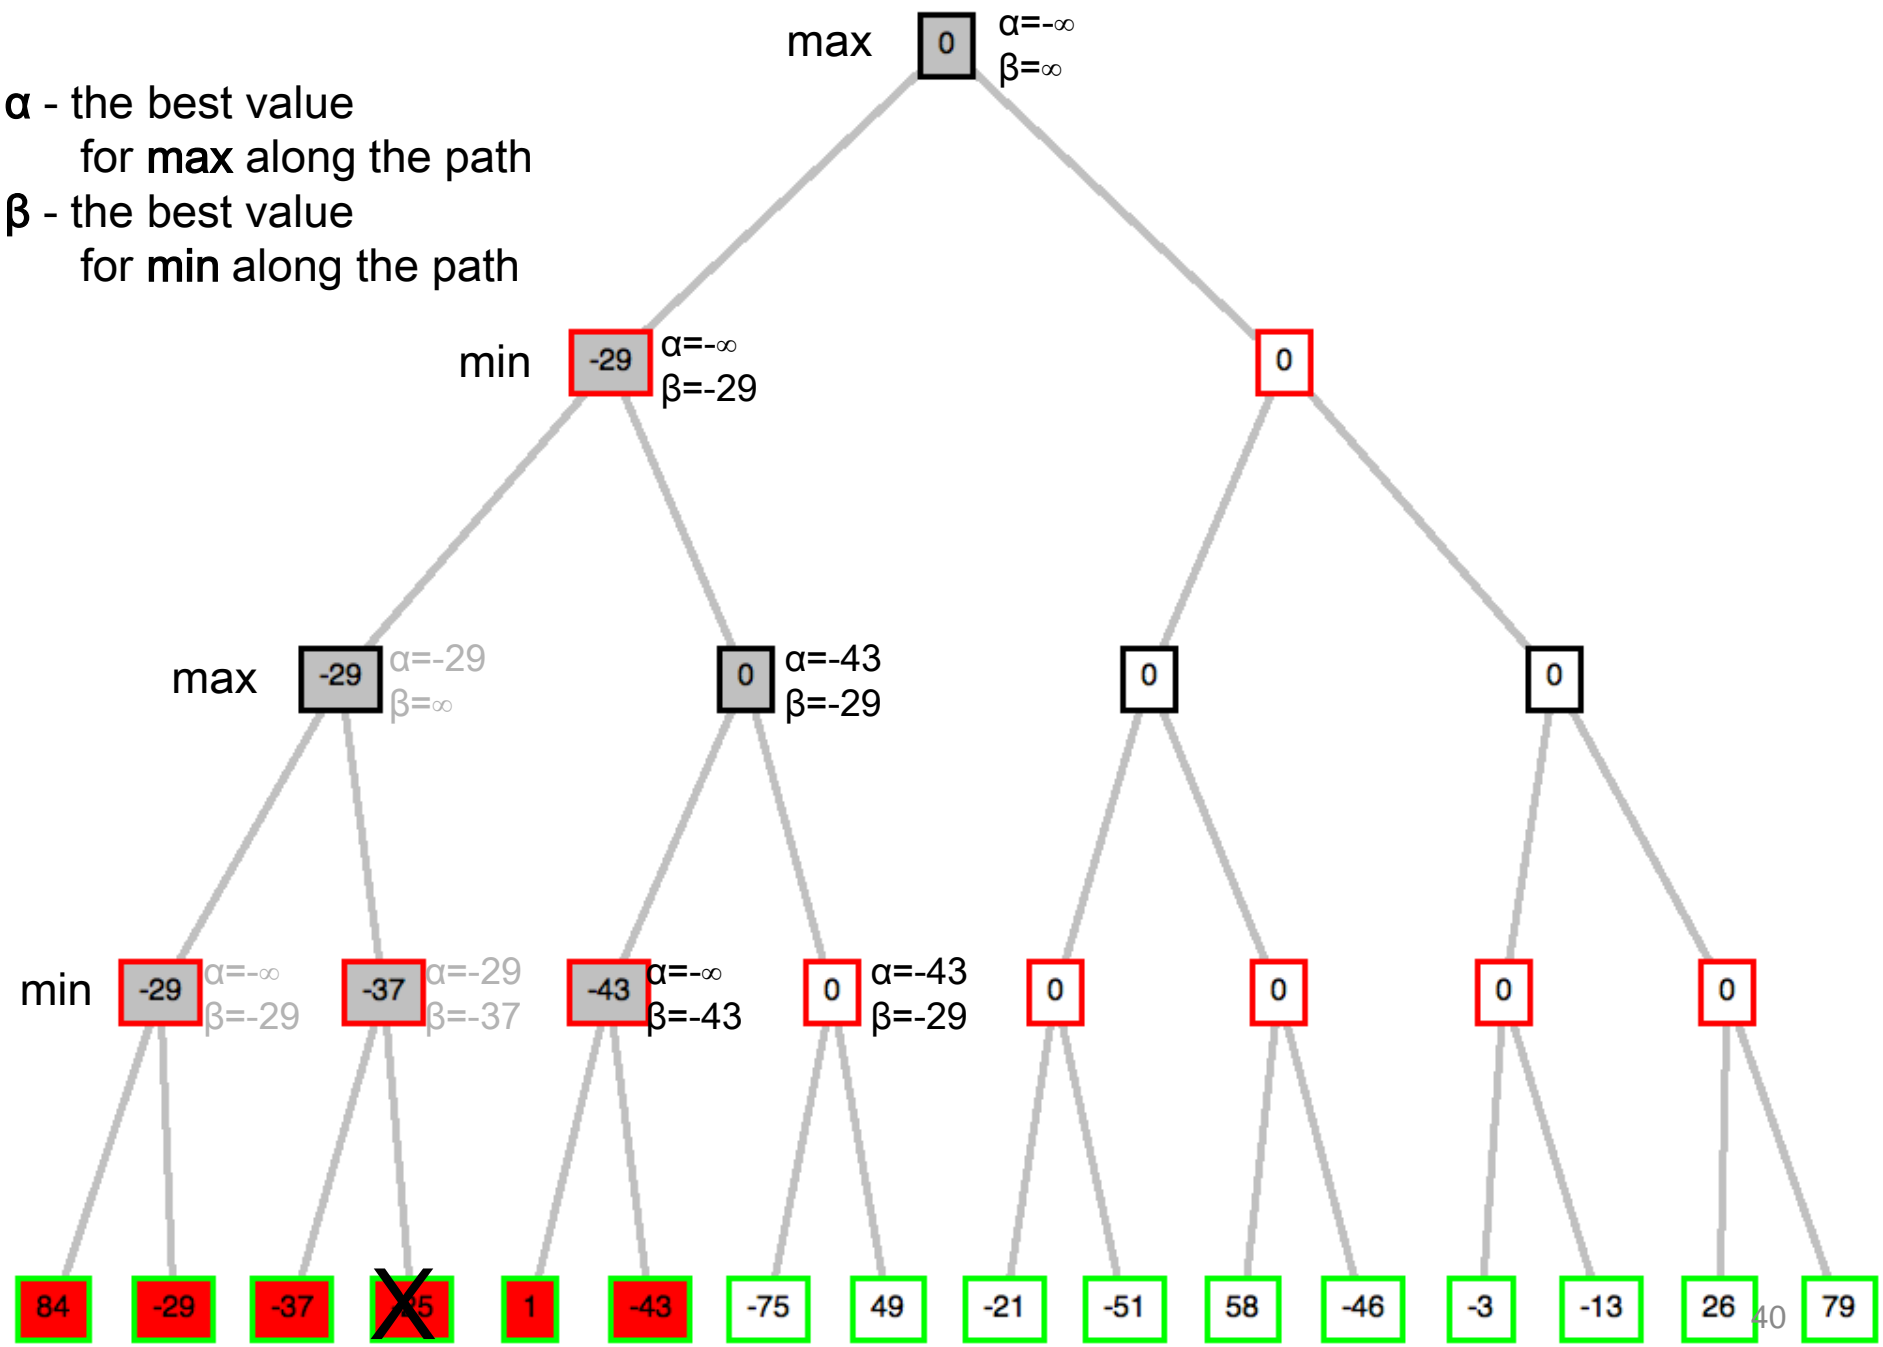 max
0
α=-∞
β=∞
α - the best value
for max along the path
β - the best value
for min along the path
min
-29
α=-∞
β=-29
0
max
-29
α=-29
β=∞
0
α=-43
β=-29
0
0
min
-29
α=-∞
β=-29
-37
α=-29
β=-37
-43
α=-∞
β=-43
0
α=-43
β=-29
0
0
0
0
84
-29
-37
X
1
-43
-75
49
-21
-51
58
-46
-3
-13
26
40
79